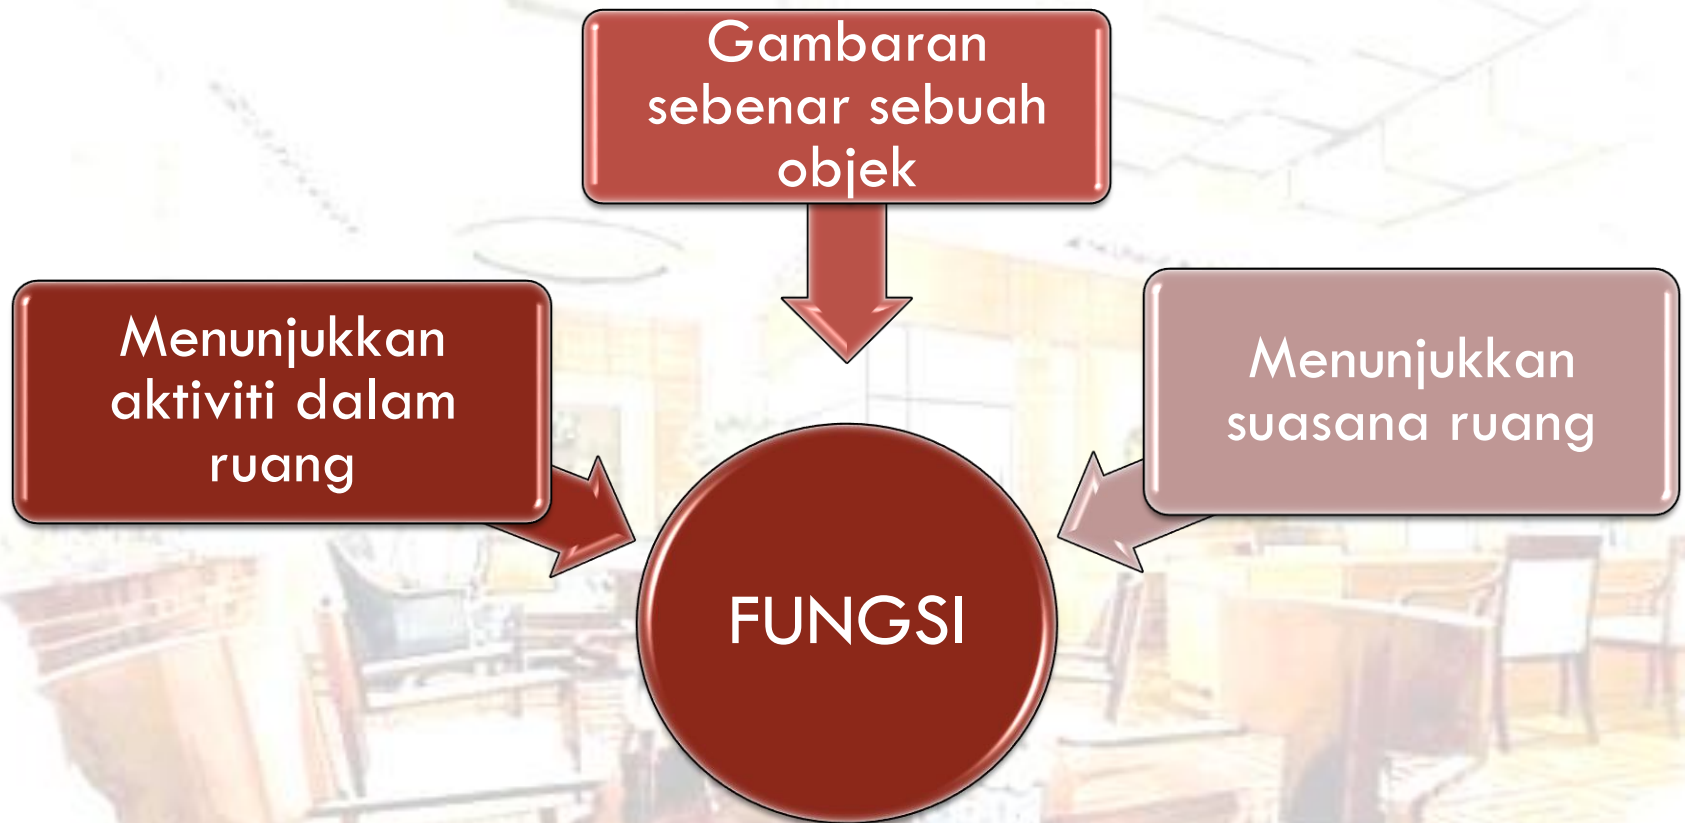 Gambaran
sebenar sebuah
objek
Menunjukkan
aktiviti dalam
ruang
Menunjukkan
suasana ruang
FUNGSI